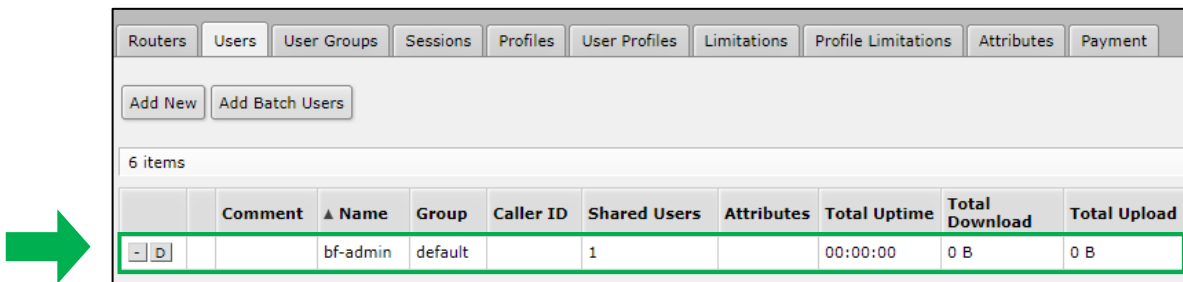 Routers Users User Groups Sessions Profiles User Profiles Limitations Profile Limitations Attributes Payment
Add New Add Batch Users
6 items
Comment ▲ Name Group Caller ID Shared Users Attributes Total Uptime Total Download Total Upload
- D bf-admin default 1 00:00:00 0 B 0 B